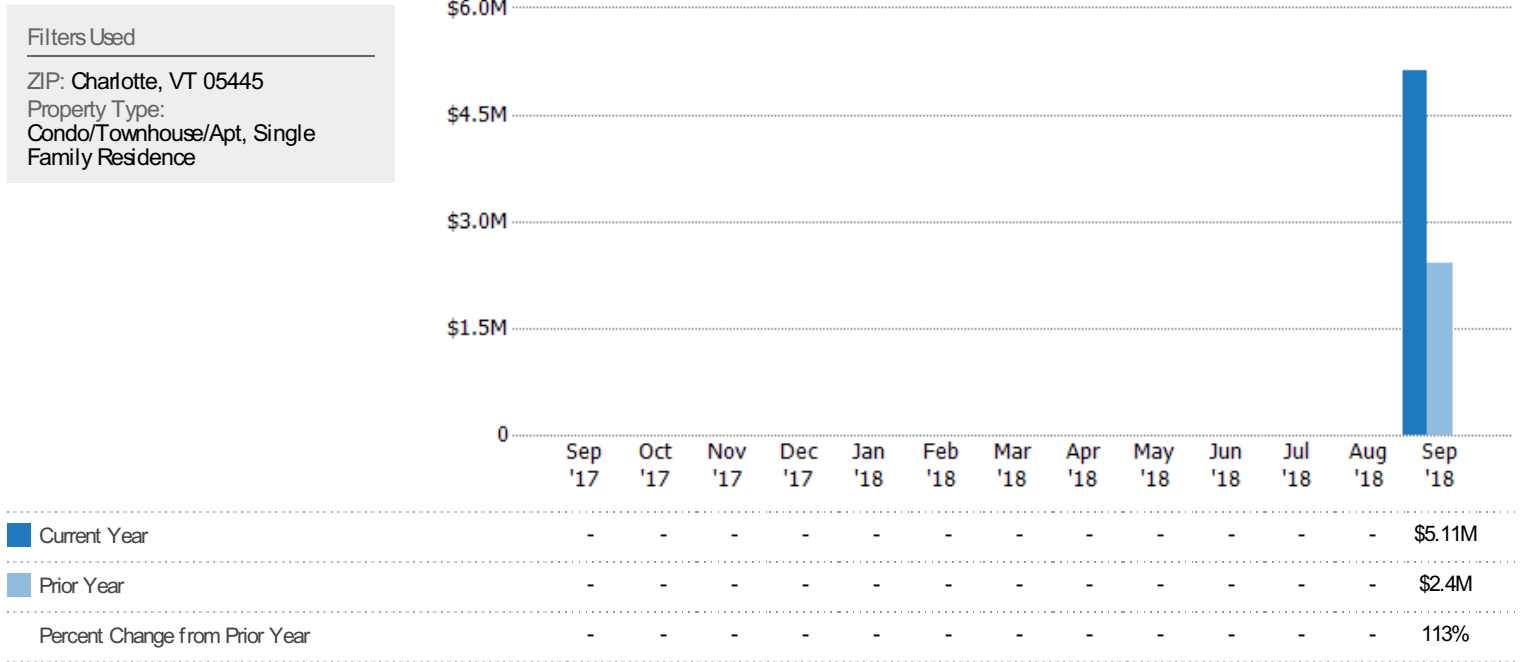 Filters Used
ZIP: Charlotte, VT 05445
Property Type:
Condo/Townhouse/Apt, Single
Family Residence
$6.0M
$4.5M
$3.0M
$1.5M
0
Sep Oct Nov Dec Jan Feb Mar Apr May Jun Jul Aug Sep
'17 '17 '17 '17 '18 '18 '18 '18 '18 '18 '18 '18 '18
Current Year - - - - - - - - - - - - $5.11M
Prior Year - - - - - - - - - - - - $2.4M
Percent Change from Prior Year - - - - - - - - - - - - 113%